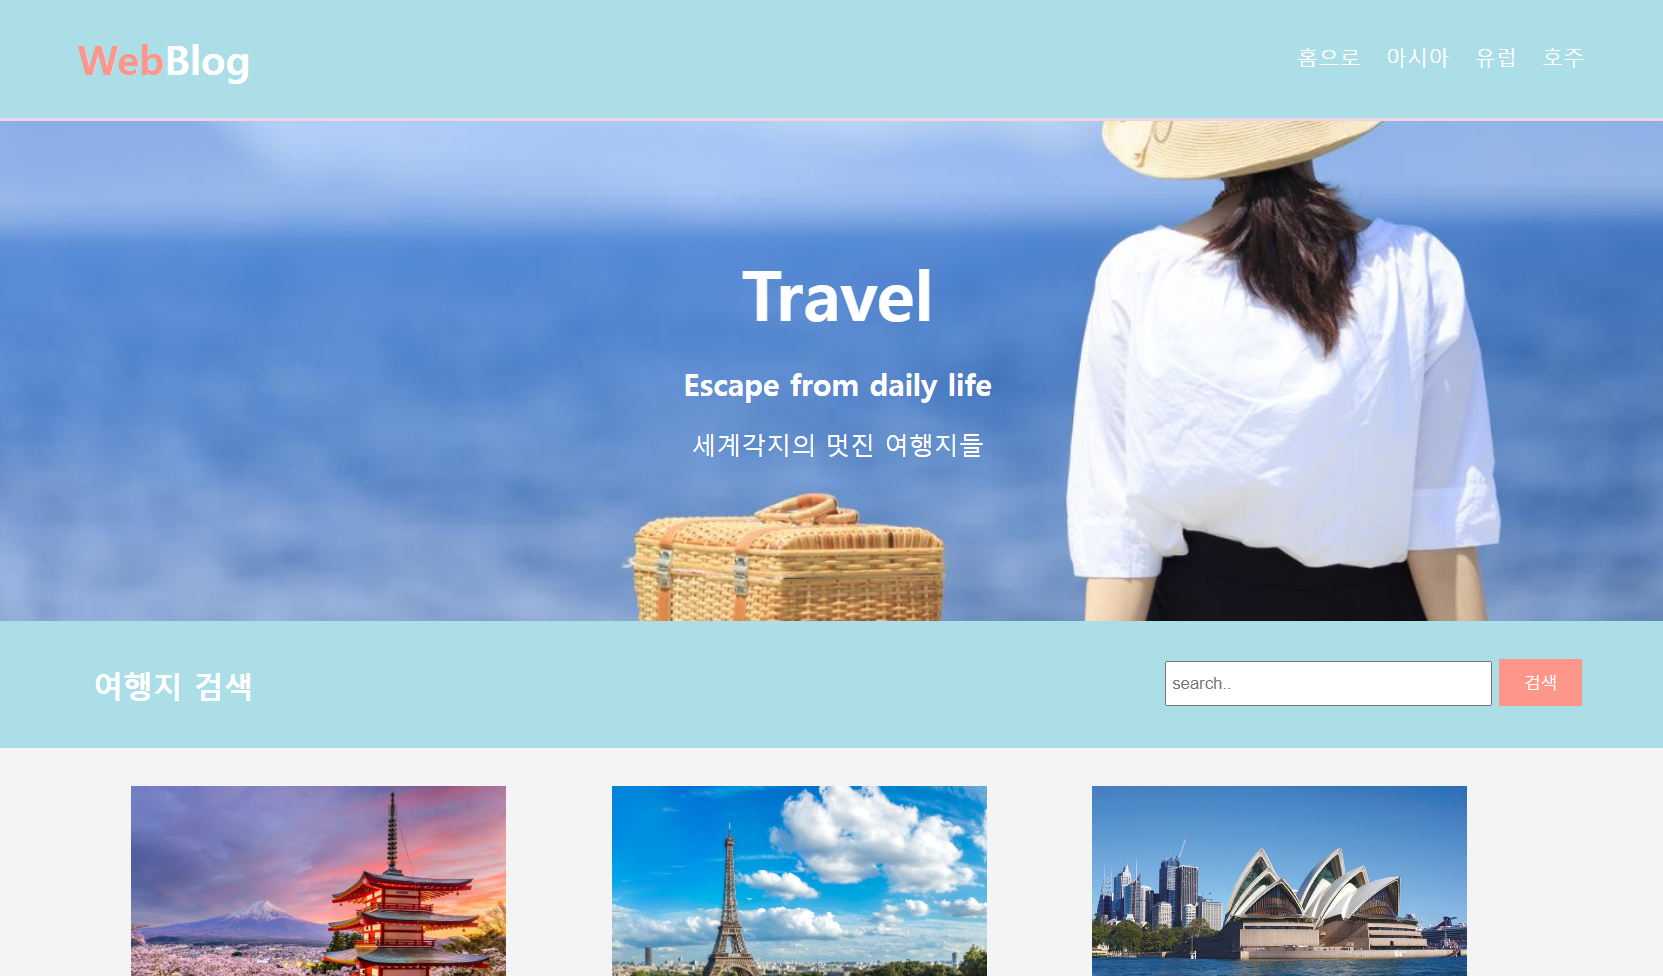 WebBlog
홈으로 아시아 유럽 호주
Travel
Escape from daily life
세계각지의 멋진 여행지들
여행지 검색
search..
검색